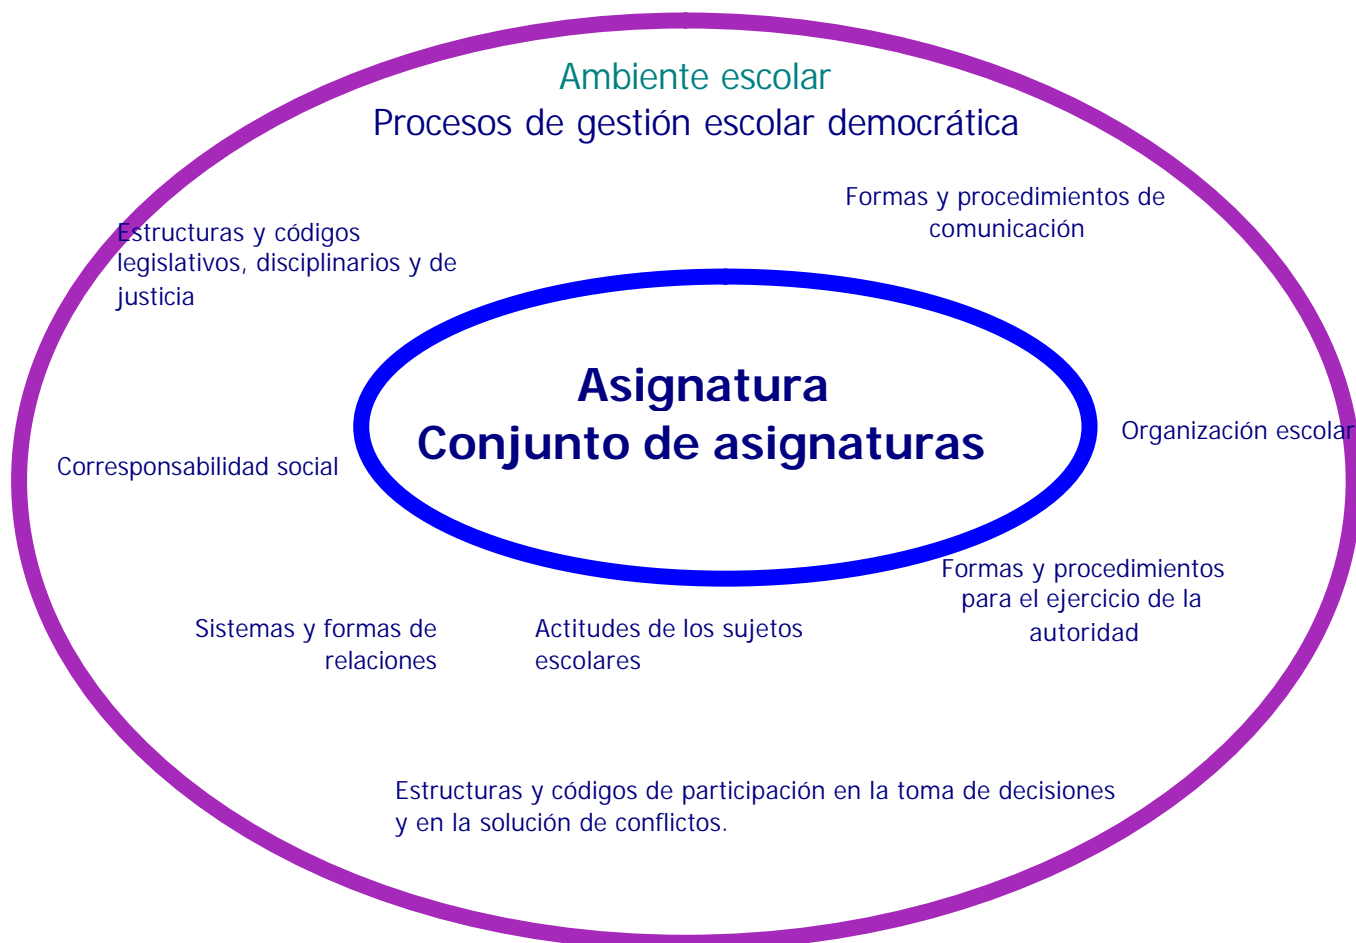 Ambiente escolar
Procesos de gestión escolar democrática
Formas y procedimientos de
comunicación
Estructuras y códigos
legislativos, disciplinarios y de
justicia
Asignatura
Conjunto de asignaturas
Organización escolar
Corresponsabilidad social
Formas y procedimientos
para el ejercicio de la
autoridad
Sistemas y formas de
relaciones
Actitudes de los sujetos
escolares
Estructuras y códigos de participación en la toma de decisiones
y en la solución de conflictos.